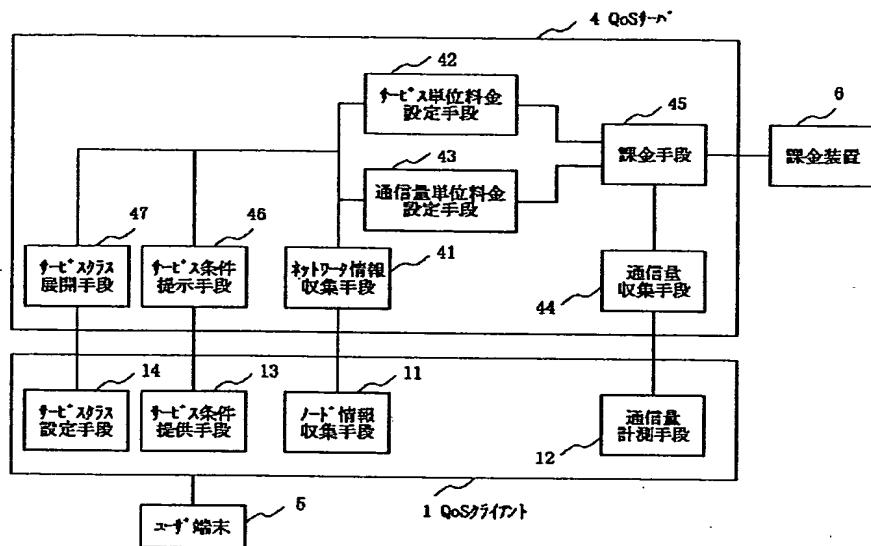 4 QoSサーバ
42
サービス単位料金
設定手段
45
課金手段
6
課金装置
43
通信量単位料金
設定手段
47
サービスクラス
展開手段
46
サービス条件
提示手段
ネットワーク情報
収集手段
41
通信量
収集手段
44
14
サービスクラス
設定手段
13
サービス条件
提供手段
11
ノード情報
収集手段
通信量
計測手段
12
5
ユーザ端末
1 QoSクライアント